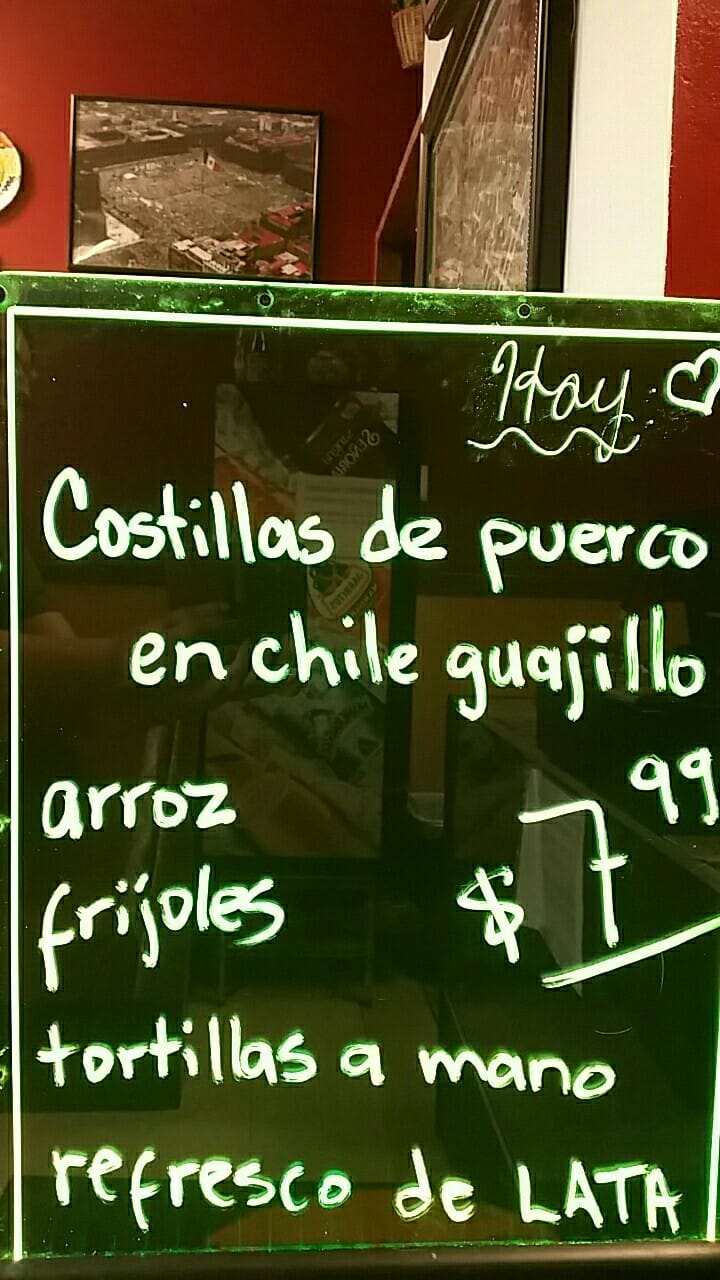 Hoy
Costillas de puerco
en chile guajillo
arroz
frijoles
$7 99
tortillas a mano
refresco de LATA